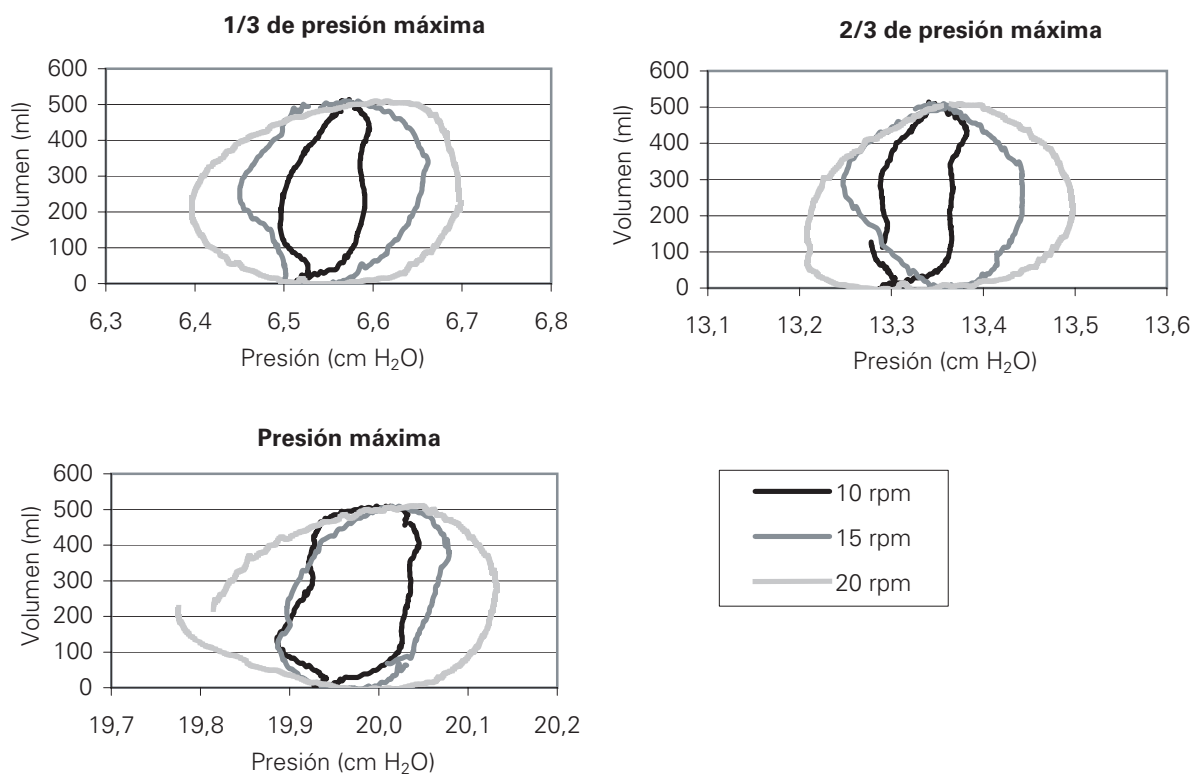 1/3 de presión máxima
600
500
400
300
200
100
0
Volumen (ml)
6,3 6,4 6,5 6,6 6,7 6,8
Presión (cm H₂O)
2/3 de presión máxima
600
500
400
300
200
100
0
Volumen (ml)
13,1 13,2 13,3 13,4 13,5 13,6
Presión (cm H₂O)
Presión máxima
600
500
400
300
200
100
0
Volumen (ml)
19,7 19,8 19,9 20,0 20,1 20,2
Presión (cm H₂O)
10 rpm
15 rpm
20 rpm